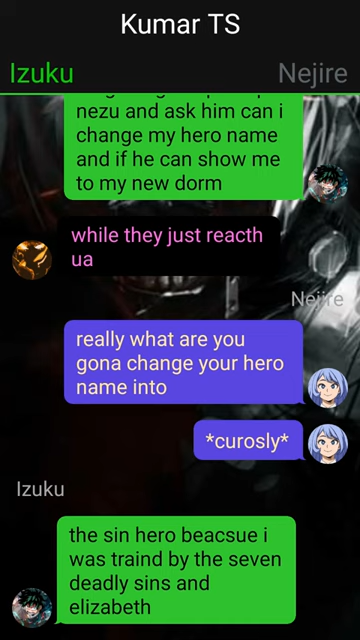 Kumar TS
Izuku Nejire
nezu and ask him can i
change my hero name
and if he can show me
to my new dorm
while they just reacth
ua
Nejire
really what are you
gona change your hero
name into
*curosly*
Izuku
the sin hero beacsue i
was traind by the seven
deadly sins and
elizabeth